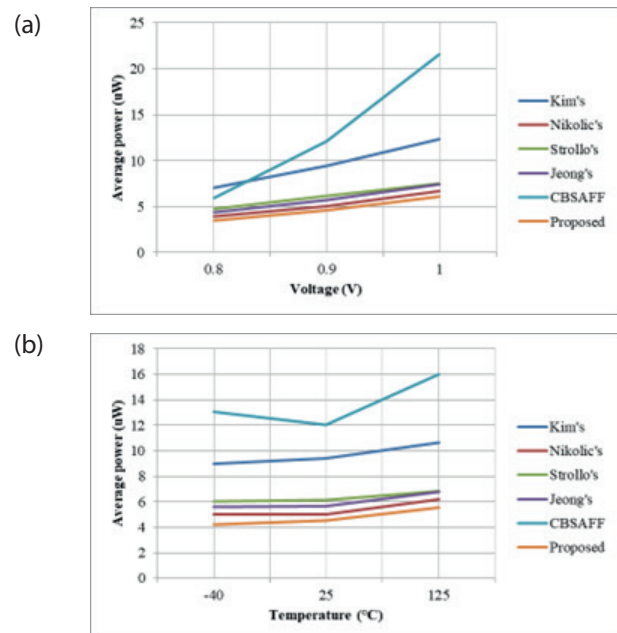 (a)
25
20
15
10
5
0
Average power (uW)
0.8
0.9
1
Voltage (V)
Kim's
Nikolic's
Strollo's
Jeong's
CBSAFF
Proposed
(b)
18
16
14
12
10
8
6
4
2
0
Average power (uW)
-40
25
125
Temperature (°C)
Kim's
Nikolic's
Strollo's
Jeong's
CBSAFF
Proposed